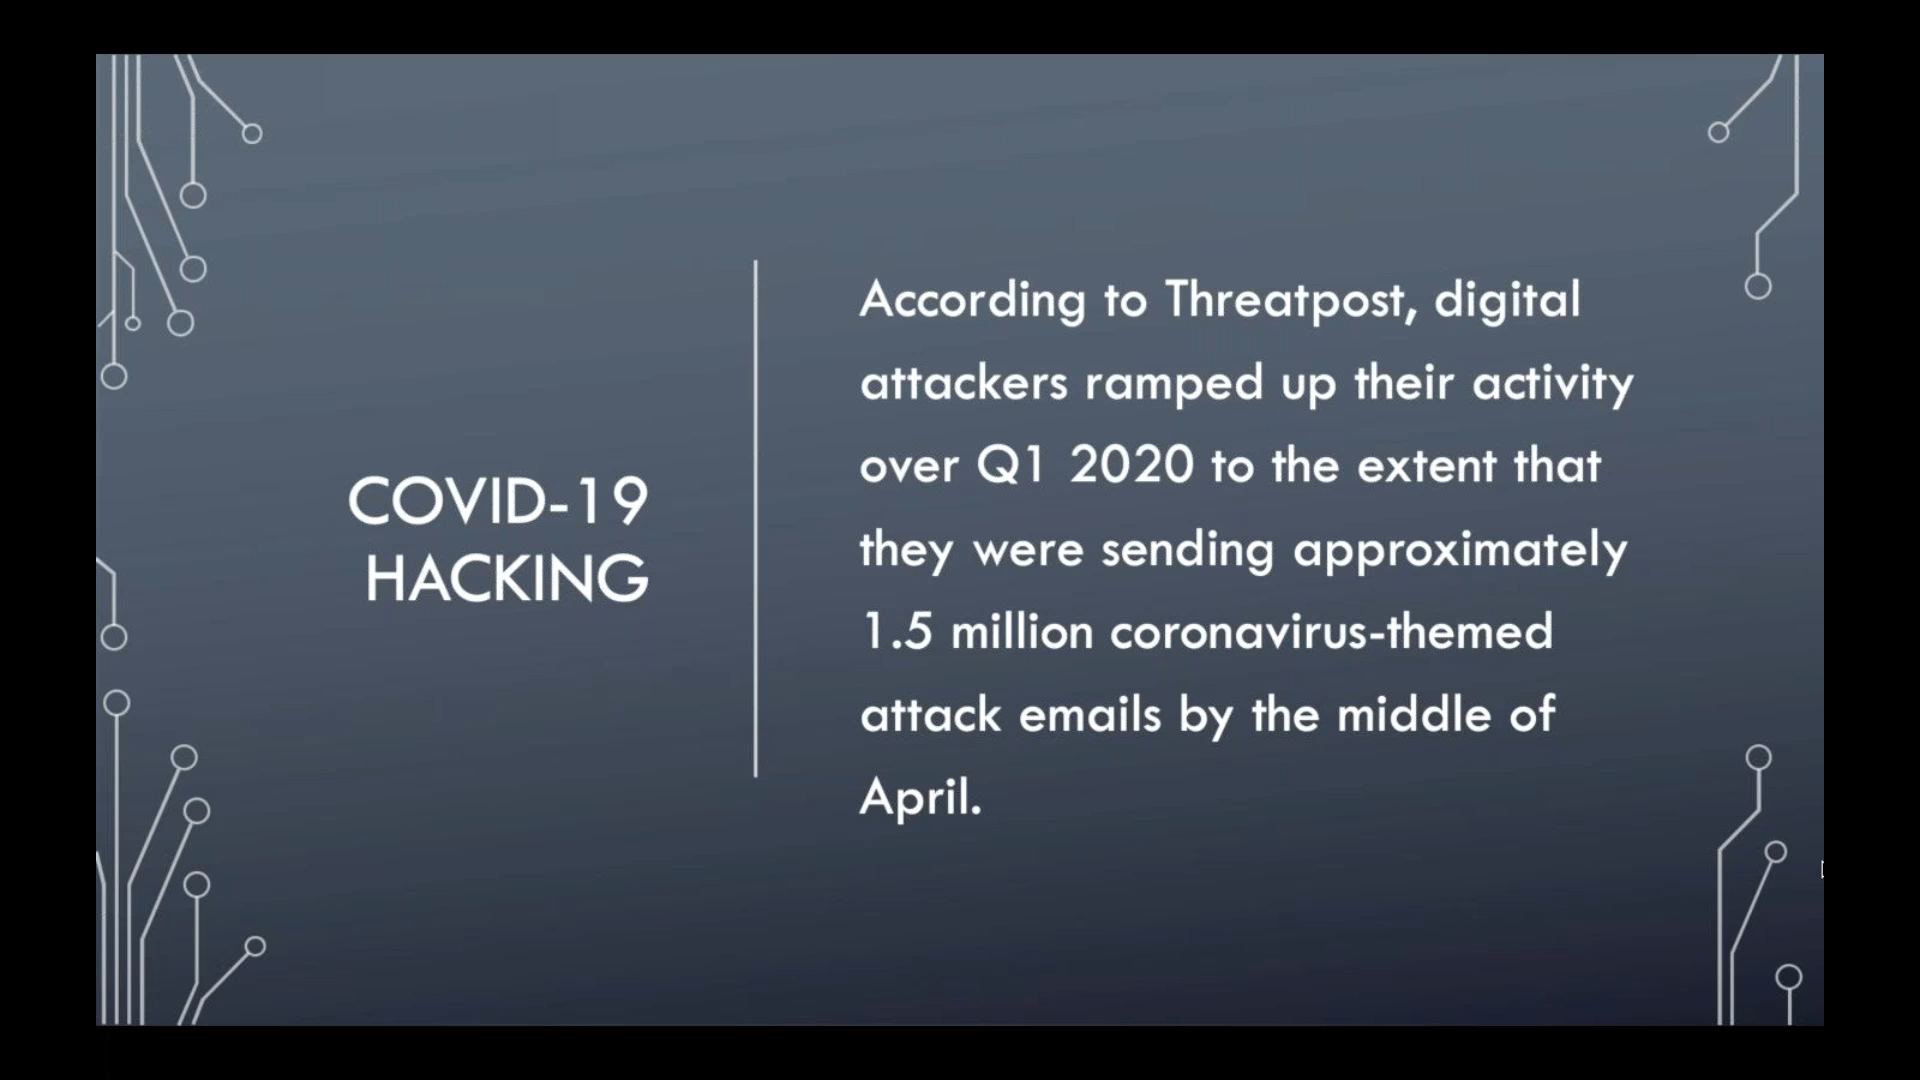 COVID-19
HACKING
According to Threatpost, digital
attackers ramped up their activity
over Q1 2020 to the extent that
they were sending approximately
1.5 million coronavirus-themed
attack emails by the middle of
April.